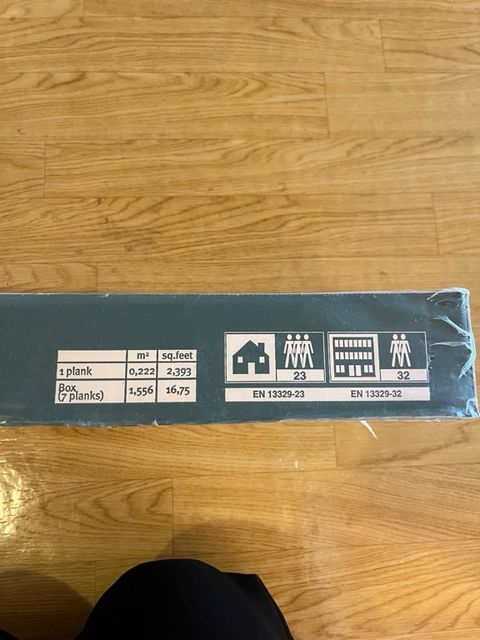 m² sq.feet
1 plank 0,222 2,393
Box
(7 planks) 1,556 16,75
23
32
EN 13329-23 EN 13329-32